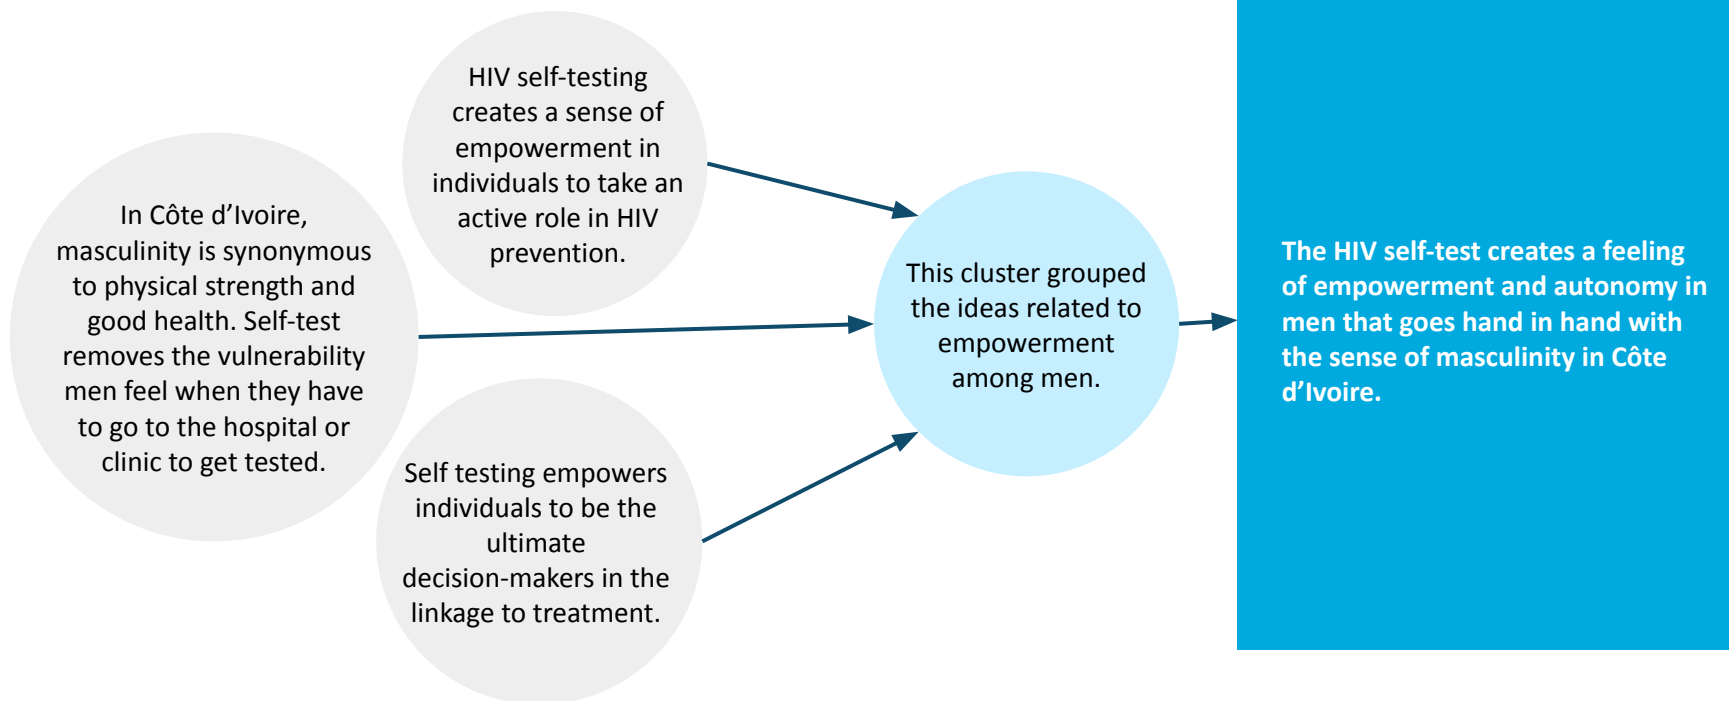 HIV self-testing
creates a sense of
empowerment in
individuals to take an
active role in HIV
prevention.
In Côte d’Ivoire,
masculinity is synonymous
to physical strength and
good health. Self-test
removes the vulnerability
men feel when they have
to go to the hospital or
clinic to get tested.
Self testing empowers
individuals to be the
ultimate
decision-makers in the
linkage to treatment.
This cluster grouped
the ideas related to
empowerment
among men.
The HIV self-test creates a feeling
of empowerment and autonomy in
men that goes hand in hand with
the sense of masculinity in Côte
d’Ivoire.